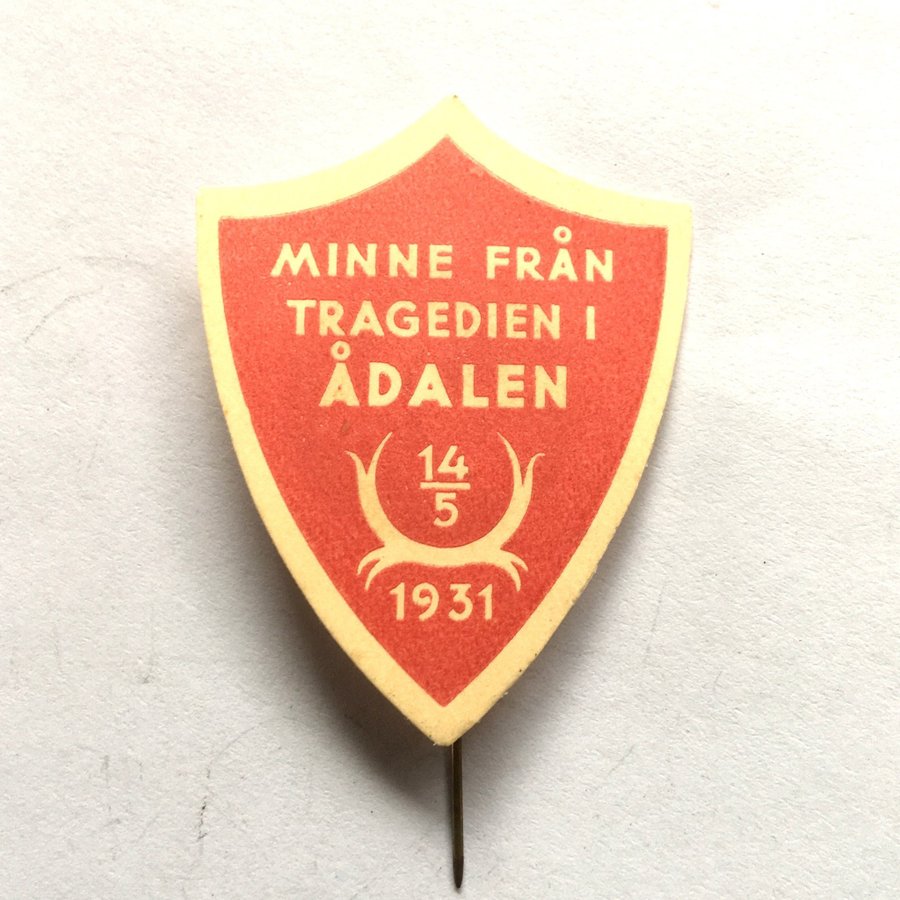 MINNE FRÅN
TRAGEDIEN I
ÅDALEN
14
5
1931